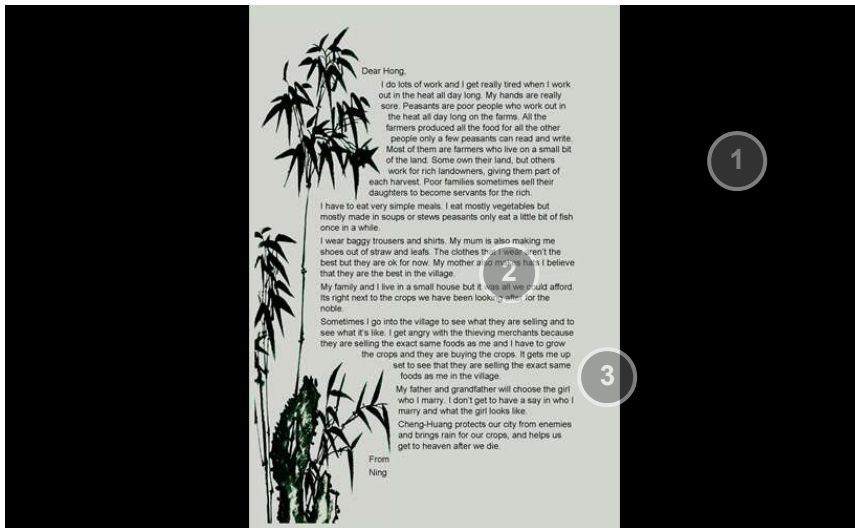 Dear Hong,
I do lots of work and I get really tired when I work
out in the heat all day long. My hands are really
sore. Peasants are poor people who work out in
the heat all day long on the farms. All the
farmers produced all the food for all the other
people only a few peasants can read and write.
Most of them are farmers who live on a small bit
of the land. Some own their land, but others
work for rich landowners, giving them part of
each harvest. Poor families sometimes sell their
daughters to become servants for the rich.
I have to eat very simple meals. I eat mostly vegetables but
mostly made in soups or stews peasants only eat a little bit of fish
once in a while.
I wear baggy trousers and shirts. My mum is also making me
shoes out of straw and leafs. The clothes that I wear aren't the
best but they are ok for now. My mother also makes hats I believe
that they are the best in the village.
My family and I live in a small house but it was all we could afford.
Its right next to the crops we have been looking after for the
noble.
Sometimes I go into the village to see what they are selling and to
see what it's like. I get angry with the thieving merchants because
they are selling the exact same foods as me and I have to grow
the crops and they are buying the crops. It gets me up
set to see that they are selling the exact same
foods as me in the village.
My father and grandfather will choose the girl
who I marry. I don't get to have a say in who I
marry and what the girl looks like.
Cheng-Huang protects our city from enemies
and brings rain for our crops, and helps us
get to heaven after we die.
From
Ning
1
2
3